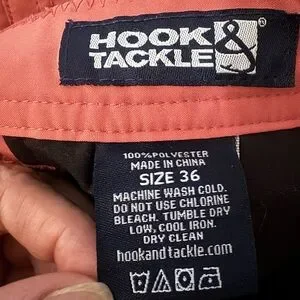 HOOK &
TACKLE ®
100% POLYESTER
MADE IN CHINA
SIZE 36
MACHINE WASH COLD.
DO NOT USE CHLORINE
BLEACH. TUMBLE DRY
LOW, COOL IRON.
DRY CLEAN
hookandtackle.com